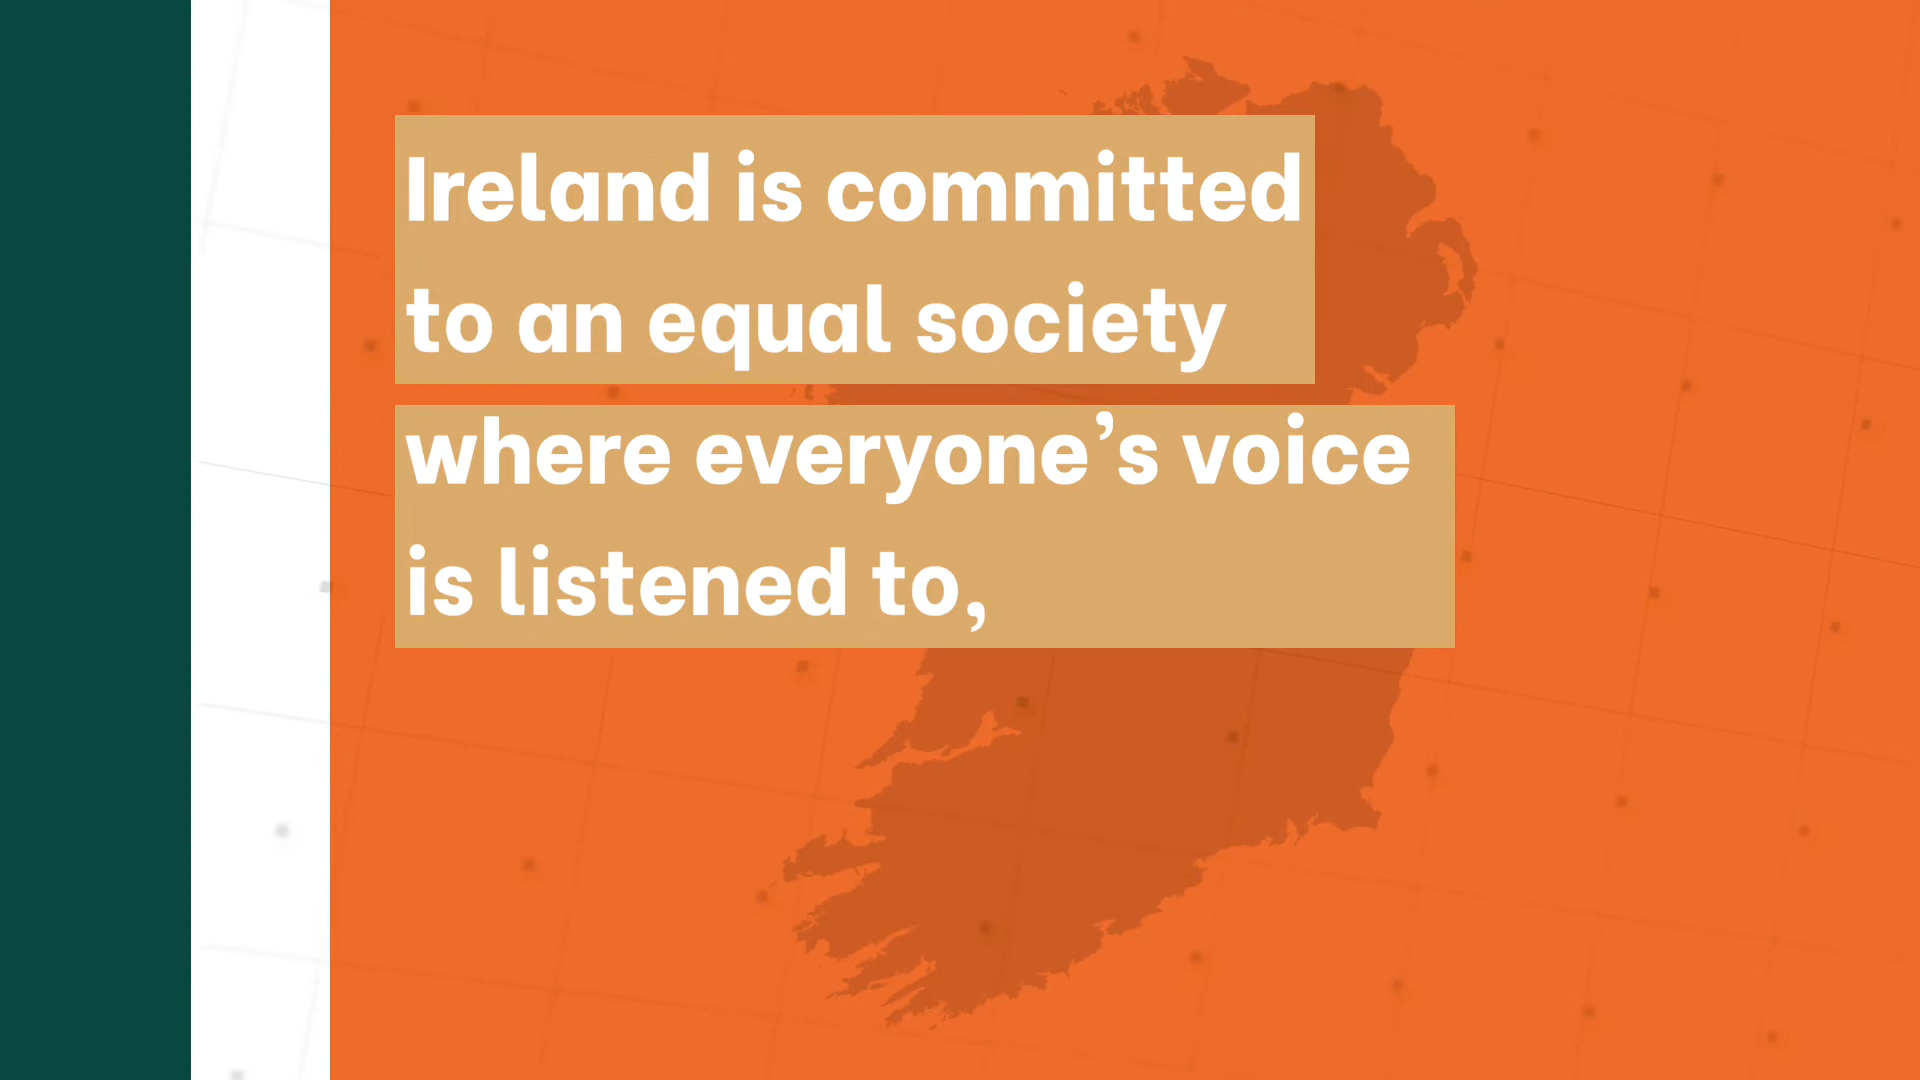 Ireland is committed
to an equal society
where everyone’s voice
is listened to,